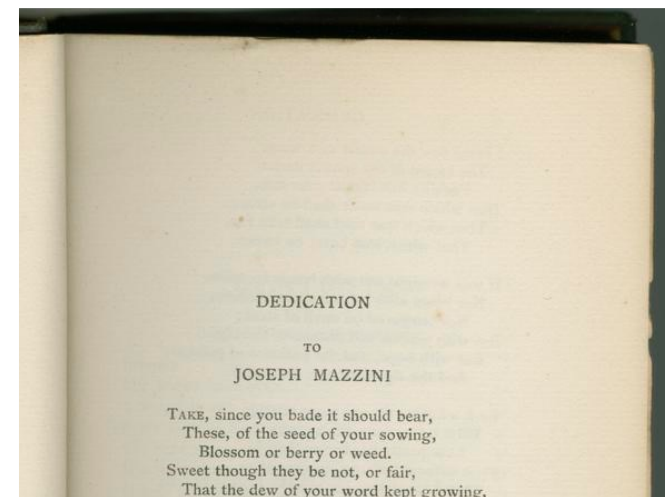 DEDICATION
TO
JOSEPH MAZZINI
TAKE, since you bade it should bear,
These, of the seed of your sowing,
Blossom or berry or weed.
Sweet though they be not, or fair,
That the dew of your word kept growing,